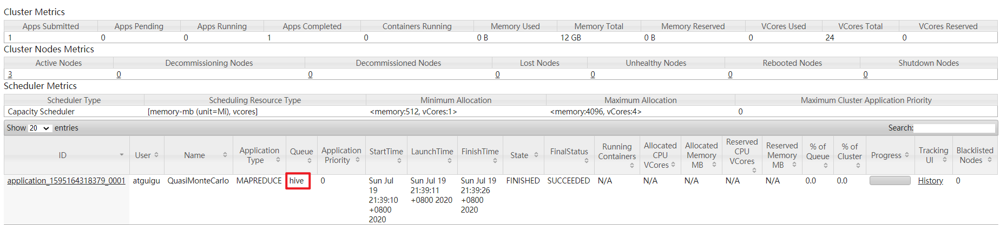 Cluster Metrics
Apps Submitted Apps Pending Apps Running Apps Completed Containers Running Memory Used Memory Total Memory Reserved VCores Used VCores Total VCores Reserved
1 0 0 1 0 0 B 12 GB 0 B 0 24 0
Cluster Nodes Metrics
Active Nodes Decommissioning Nodes Decommissioned Nodes Lost Nodes Unhealthy Nodes Rebooted Nodes Shutdown Nodes
3 0 0 0 0 0 0
Scheduler Metrics
Scheduler Type Scheduling Resource Type Minimum Allocation Maximum Allocation Maximum Cluster Application Priority
Capacity Scheduler [memory-mb (unit=Mi), vcores] <memory:512, vCores:1> <memory:4096, vCores:4> 0
Show 20 entries Search:
ID User Name Application Type Queue Application Priority StartTime LaunchTime FinishTime State FinalStatus Running Containers Allocated CPU VCores Allocated Memory MB Reserved CPU VCores Reserved Memory MB % of Queue % of Cluster Progress Tracking UI Blacklisted Nodes
application_1595164318379_0001 atguigu QuasiMonteCarlo MAPREDUCE hive 0 Sun Jul 19 21:39:10 +0800 2020 Sun Jul 19 21:39:11 +0800 2020 Sun Jul 19 21:39:26 +0800 2020 FINISHED SUCCEEDED N/A N/A N/A N/A N/A 0.0 0.0 History 0